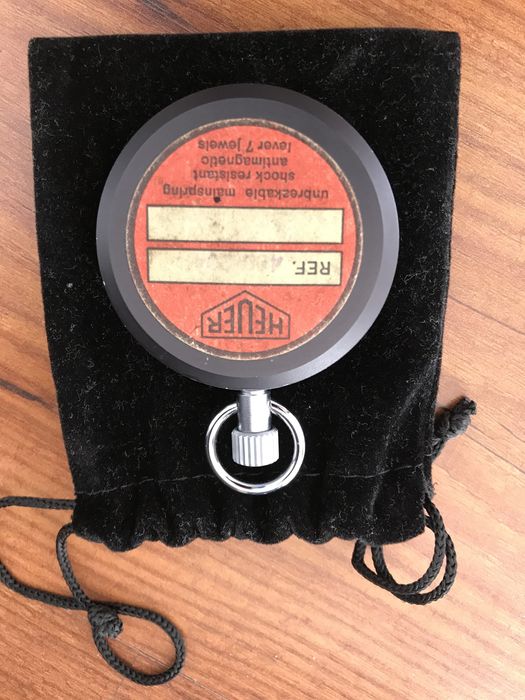 HEUER
REF.
unbreakable mainspring
shock resistant
antimagnetic
lever 7 jewels